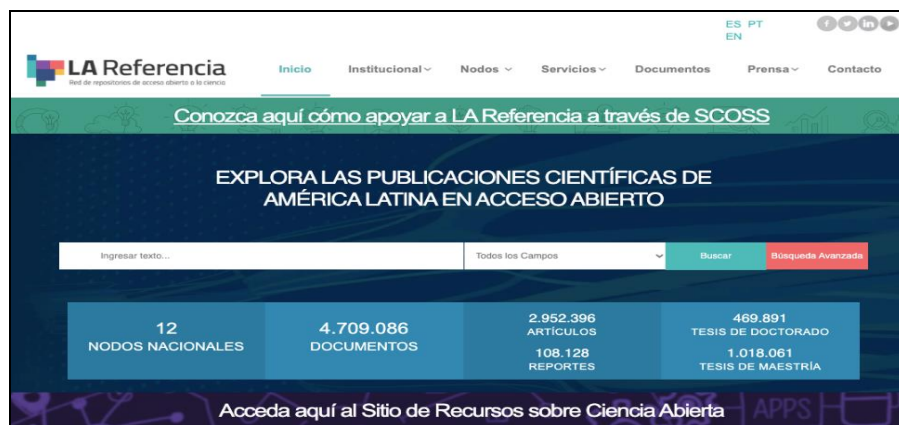 ES PT
EN
LA Referencia
Red de repositorios de acceso abierto a la ciencia
Inicio Institucional Nodos Servicios Documentos Prensa Contacto
Conozca aquí cómo apoyar a LA Referencia a través de SCOSS
EXPLORA LAS PUBLICACIONES CIENTÍFICAS DE
AMÉRICA LATINA EN ACCESO ABIERTO
Ingresar texto... Todos los Campos Buscar Búsqueda Avanzada
12
NODOS NACIONALES
4.709.086
DOCUMENTOS
2.952.396
ARTÍCULOS
108.128
REPORTES
469.891
TESIS DE DOCTORADO
1.018.061
TESIS DE MAESTRÍA
Acceda aquí al Sitio de Recursos sobre Ciencia Abierta
APPS